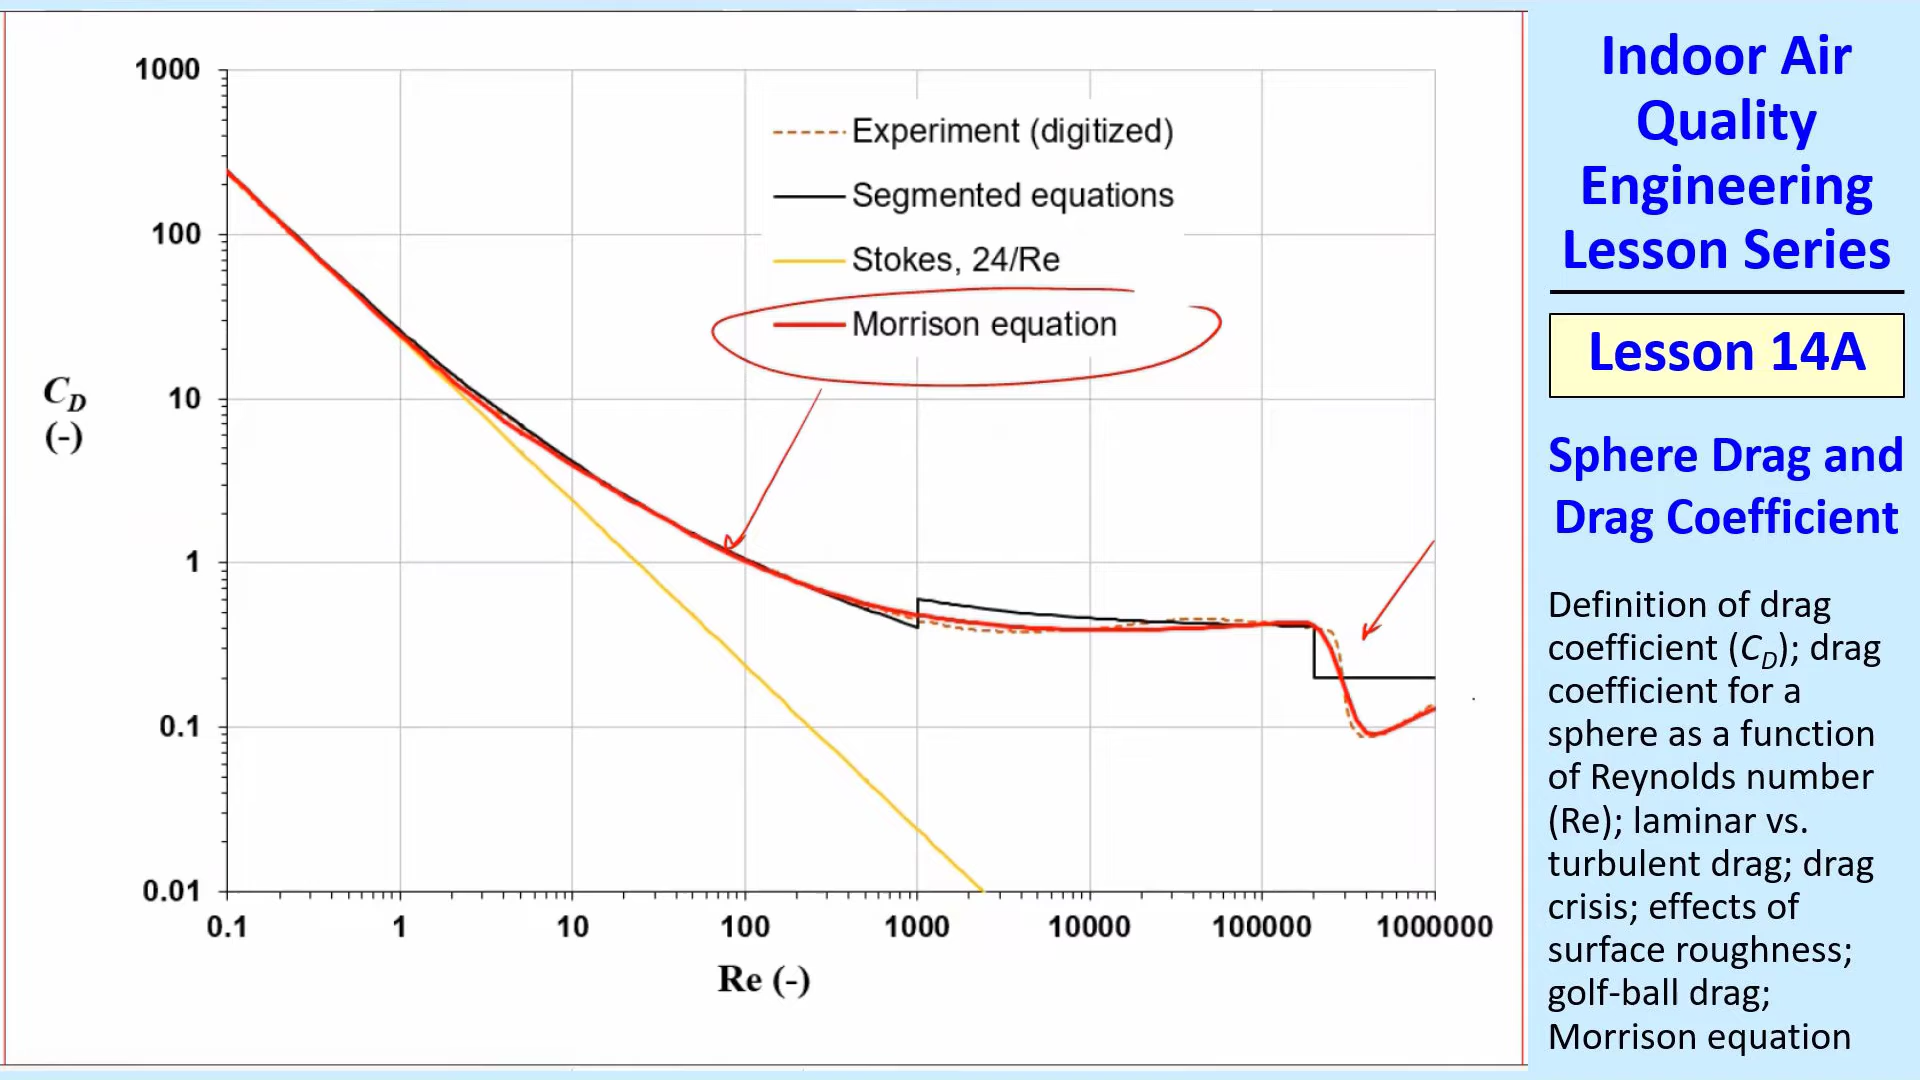 1000
100
10
1
0.1
0.01
C_D
(-)
Experiment (digitized)
Segmented equations
Stokes, 24/Re
Morrison equation
0.1 1 10 100 1000 10000 100000 1000000
Re (-)
Indoor Air
Quality
Engineering
Lesson Series
Lesson 14A
Sphere Drag and
Drag Coefficient
Definition of drag
coefficient (C_D); drag
coefficient for a
sphere as a function
of Reynolds number
(Re); laminar vs.
turbulent drag; drag
crisis; effects of
surface roughness;
golf-ball drag;
Morrison equation